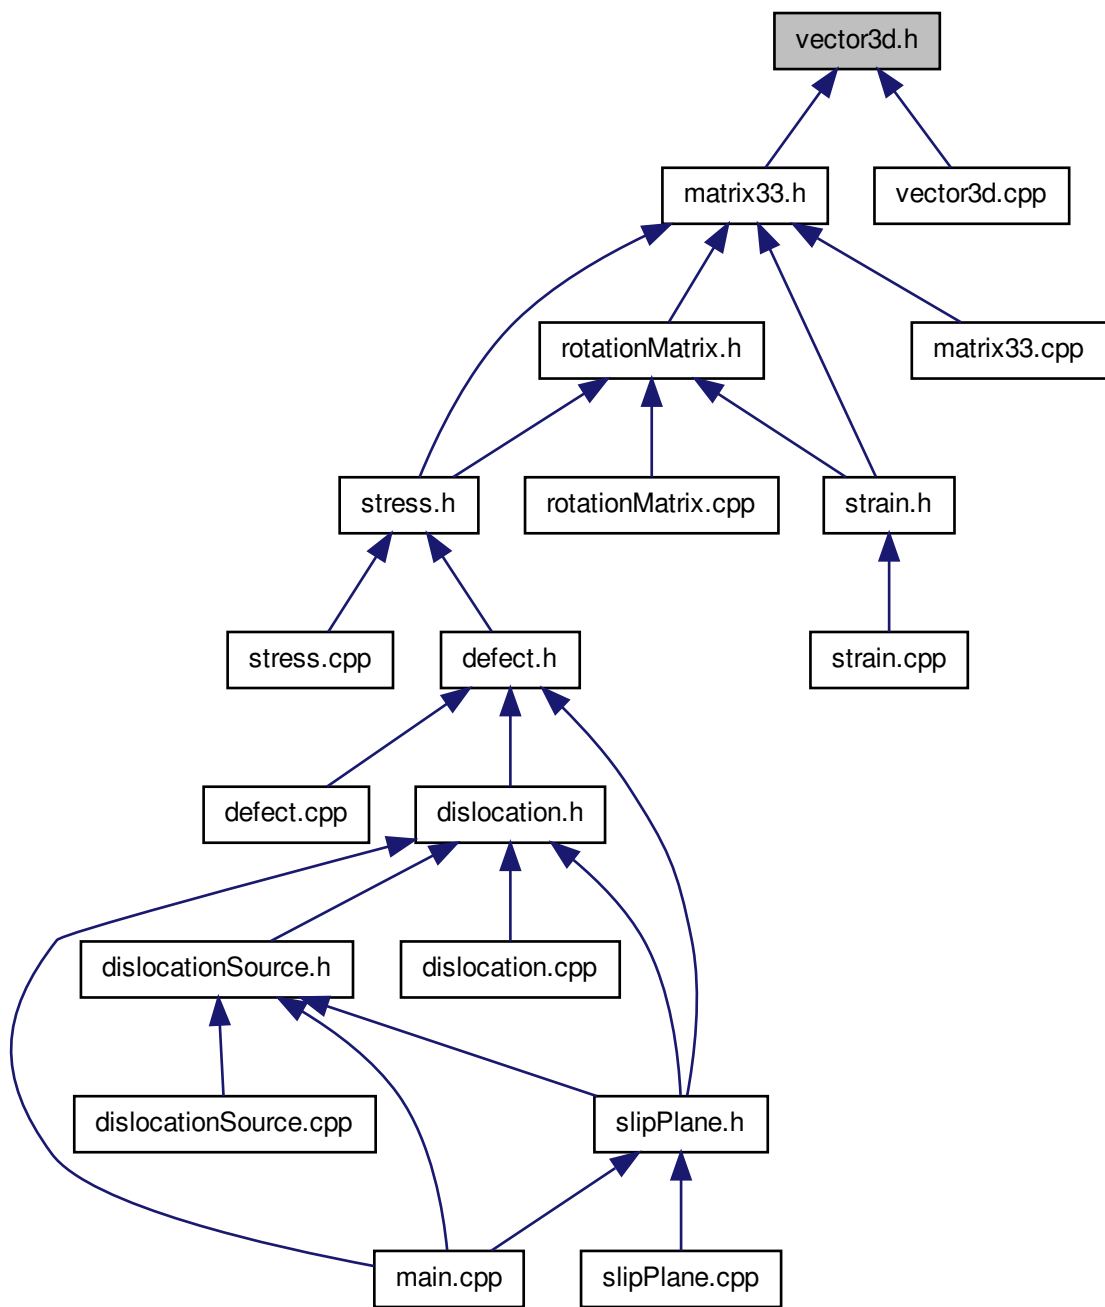 vector3d.h
matrix33.h
vector3d.cpp
rotationMatrix.h
matrix33.cpp
stress.h
rotationMatrix.cpp
strain.h
stress.cpp
defect.h
strain.cpp
defect.cpp
dislocation.h
dislocationSource.h
dislocation.cpp
dislocationSource.cpp
slipPlane.h
main.cpp
slipPlane.cpp